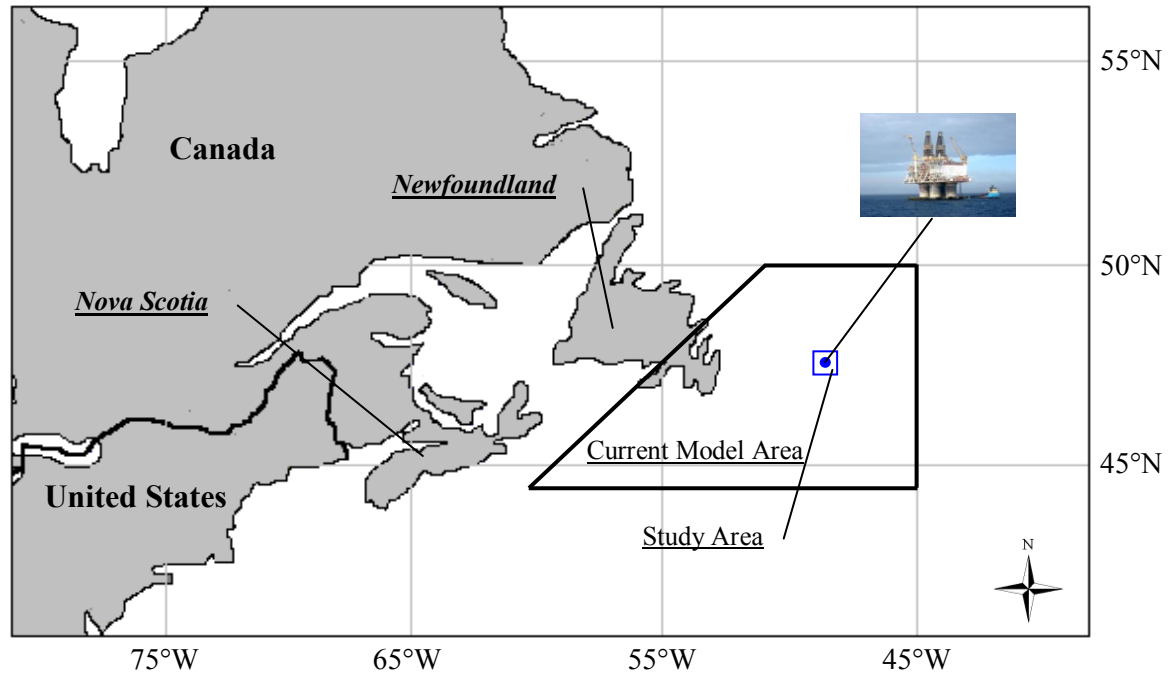 55°N
Canada
Newfoundland
50°N
Nova Scotia
Current Model Area
45°N
United States
Study Area
N
75°W
65°W
55°W
45°W